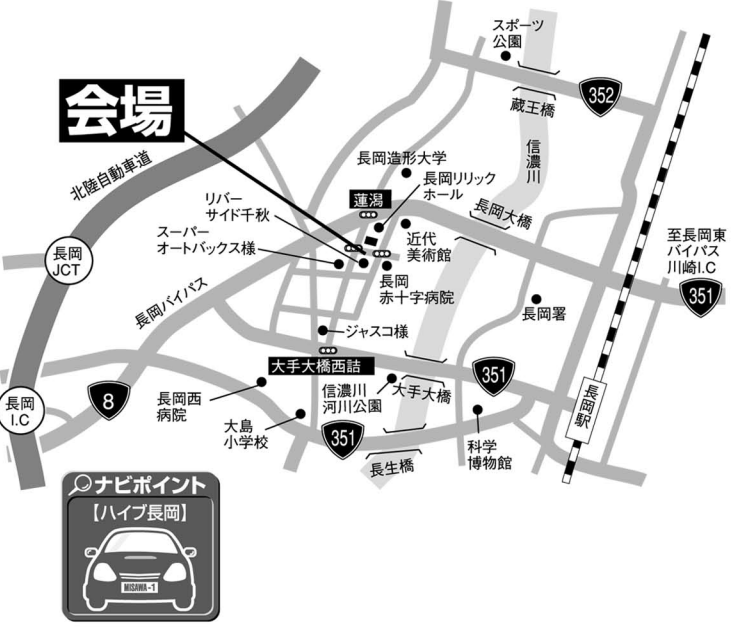 スポーツ
公園
352
蔵王橋
会場
信濃川
北陸自動車道
長岡造形大学
長岡リリック
ホール
蓮潟
リバー
サイド千秋
長岡大橋
スーパー
オートバックス様
近代
美術館
至長岡東
バイパス
川崎I.C
長岡
JCT
長岡
赤十字病院
351
長岡バイパス
長岡署
ジャスコ様
大手大橋西詰
351
8
長岡西
病院
信濃川
河川公園
大手大橋
長岡駅
長岡
I.C
大島
小学校
351
科学
博物館
長生橋
ナビポイント
【ハイブ長岡】
MISAWA-1